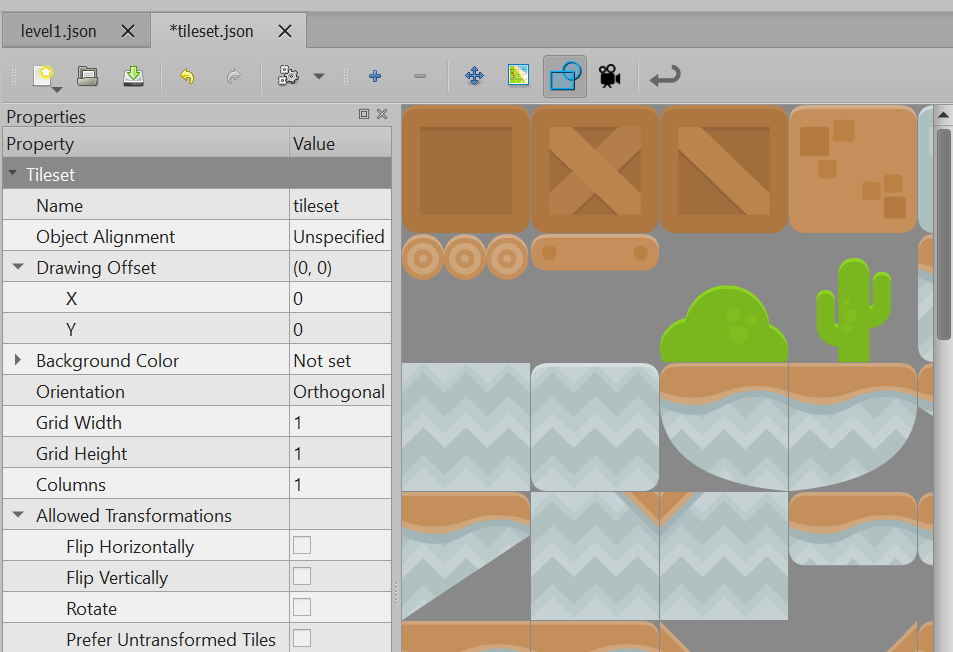 level1.json *tileset.json
Properties
Property Value
Tileset
Name tileset
Object Alignment Unspecified
Drawing Offset (0, 0)
X 0
Y 0
Background Color Not set
Orientation Orthogonal
Grid Width 1
Grid Height 1
Columns 1
Allowed Transformations
Flip Horizontally
Flip Vertically
Rotate
Prefer Untransformed Tiles